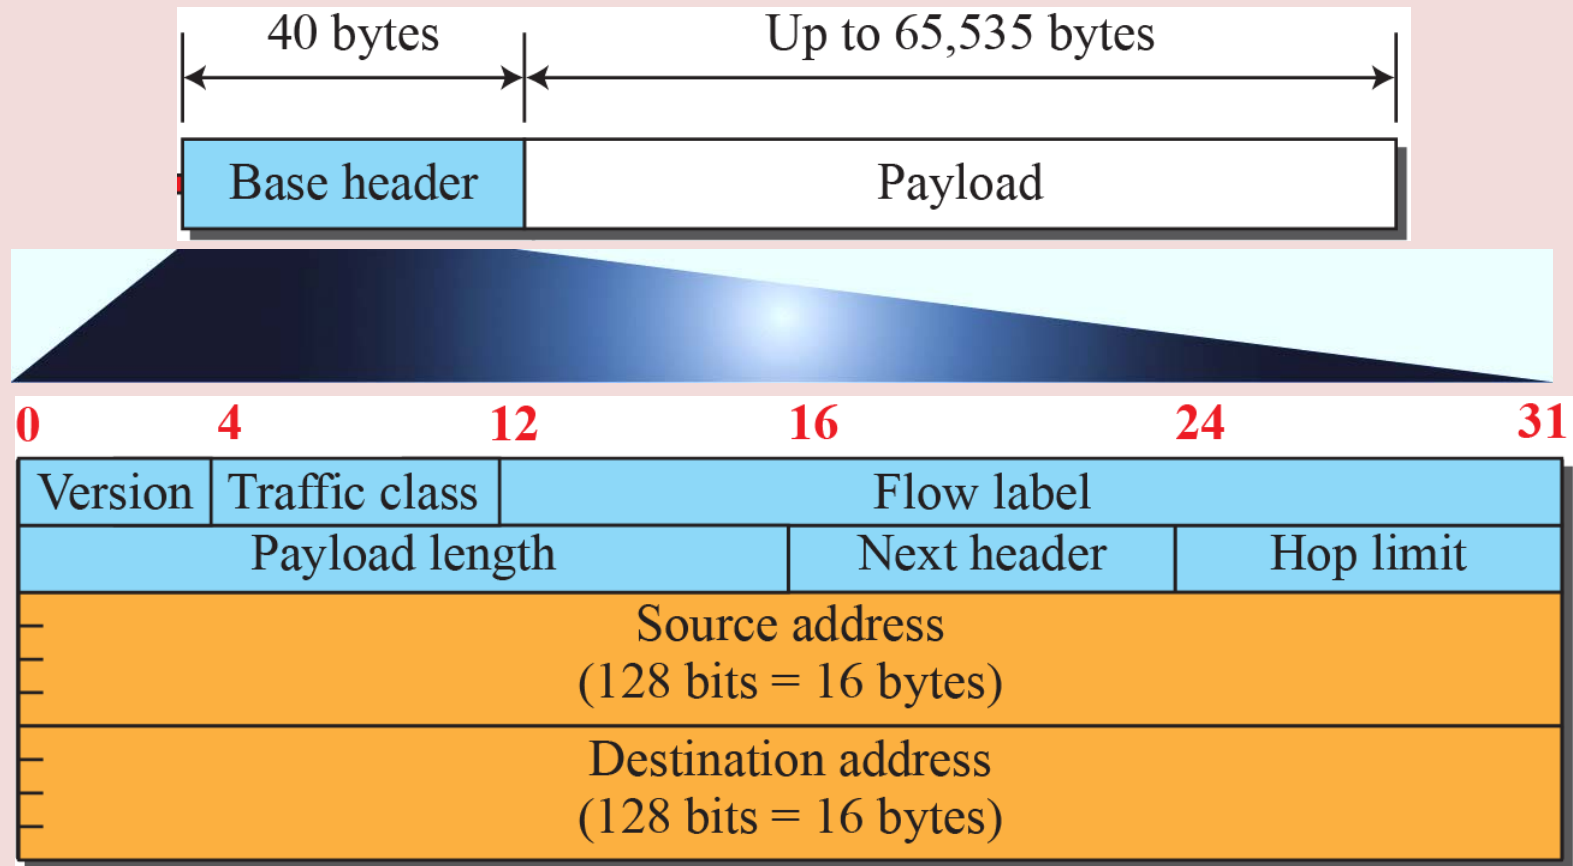 40 bytes Up to 65,535 bytes
Base header Payload
0 4 12 16 24 31
Version Traffic class Flow label
Payload length Next header Hop limit
Source address
(128 bits = 16 bytes)
Destination address
(128 bits = 16 bytes)